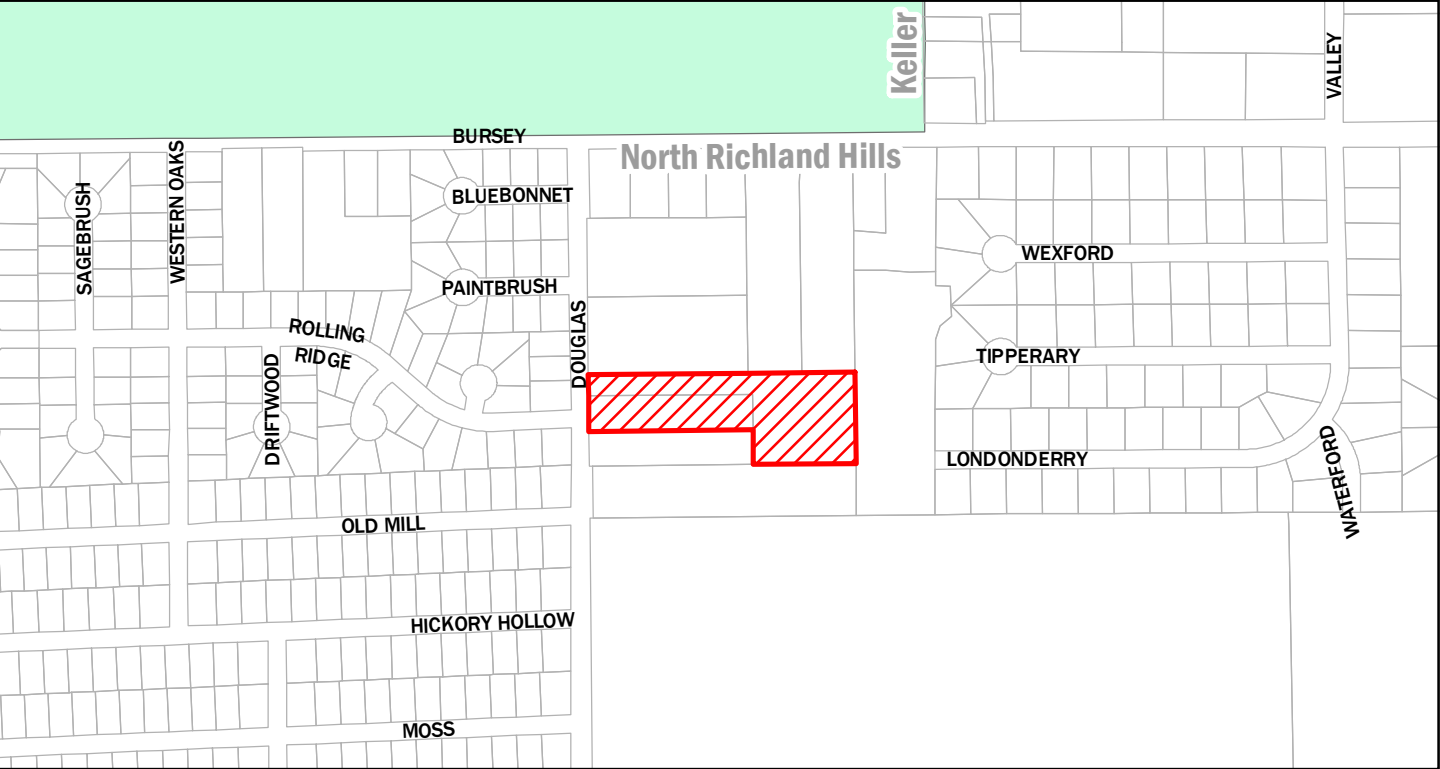 Keller
VALLEY
BURSEY
North Richland Hills
WESTERN OAKS
SAGEBRUSH
BLUEBONNET
WEXFORD
PAINTBRUSH
DOUGLAS
ROLLING
RIDGE
TIPPERARY
DRIFTWOOD
LONDONDERRY
WATERFORD
OLD MILL
HICKORY HOLLOW
MOSS